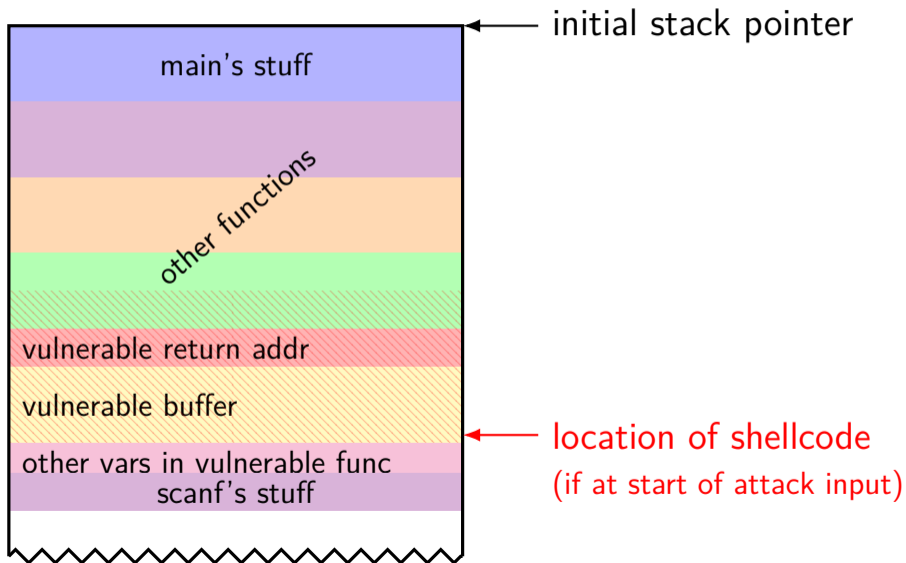 initial stack pointer
main's stuff
other functions
vulnerable return addr
vulnerable buffer
location of shellcode
(if at start of attack input)
other vars in vulnerable func
scanf's stuff